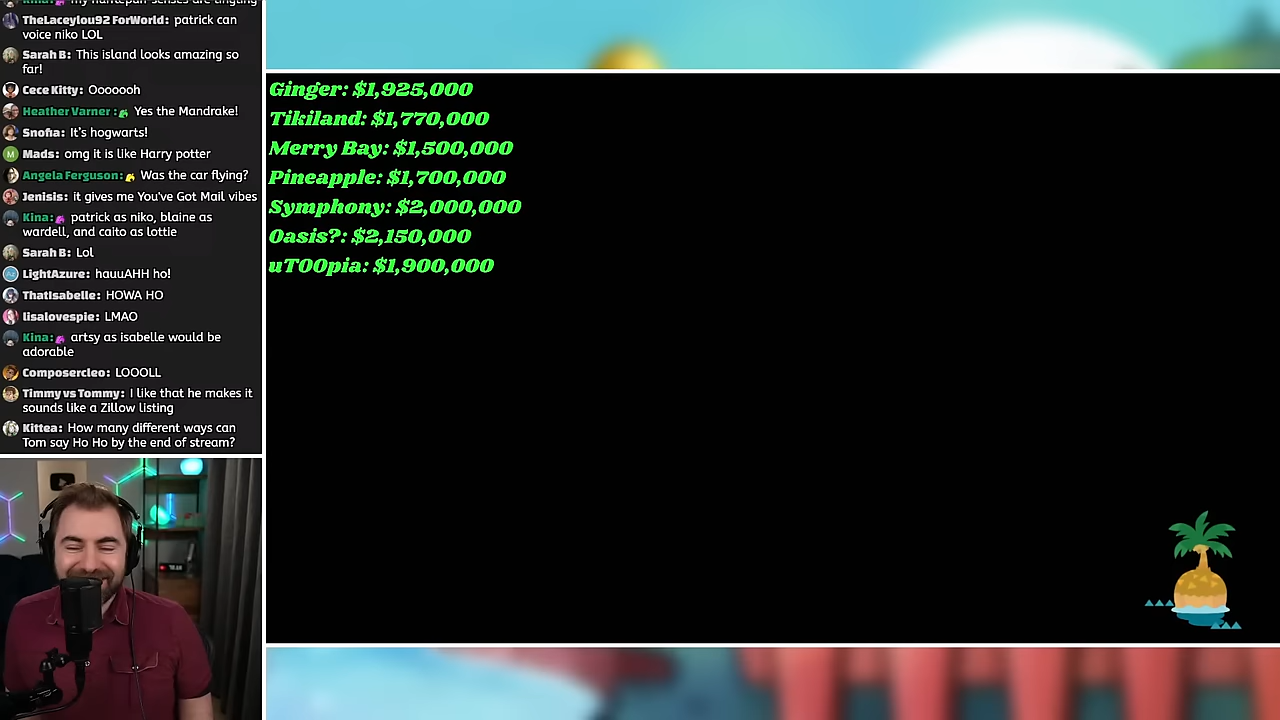 TheLaceylou92 ForWorld: patrick can
voice niko LOL
Sarah B: This island looks amazing so
far!
Cece Kitty: Ooooooh
Heather Varner: Yes the Mandrake!
Snofia: It's hogwarts!
M Mads: omg it is like Harry potter
Angela Ferguson: Was the car flying?
Jenisis: it gives me You've Got Mail vibes
Kina: patrick as niko, blaine as
wardell, and caito as lottie
Sarah B: Lol
LightAzure: hauuAHH ho!
ThatIsabelle: HOWA HO
lisalovespie: LMAO
Kina: artsy as isabelle would be
adorable
Composercleo: LOOOLL
Timmy vs Tommy: I like that he makes it
sounds like a Zillow listing
Kittea: How many different ways can
Tom say Ho Ho by the end of stream?
Ginger: $1,925,000
Tikiland: $1,770,000
Merry Bay: $1,500,000
Pineapple: $1,700,000
Symphony: $2,000,000
Oasis?: $2,150,000
uTOOpia: $1,900,000